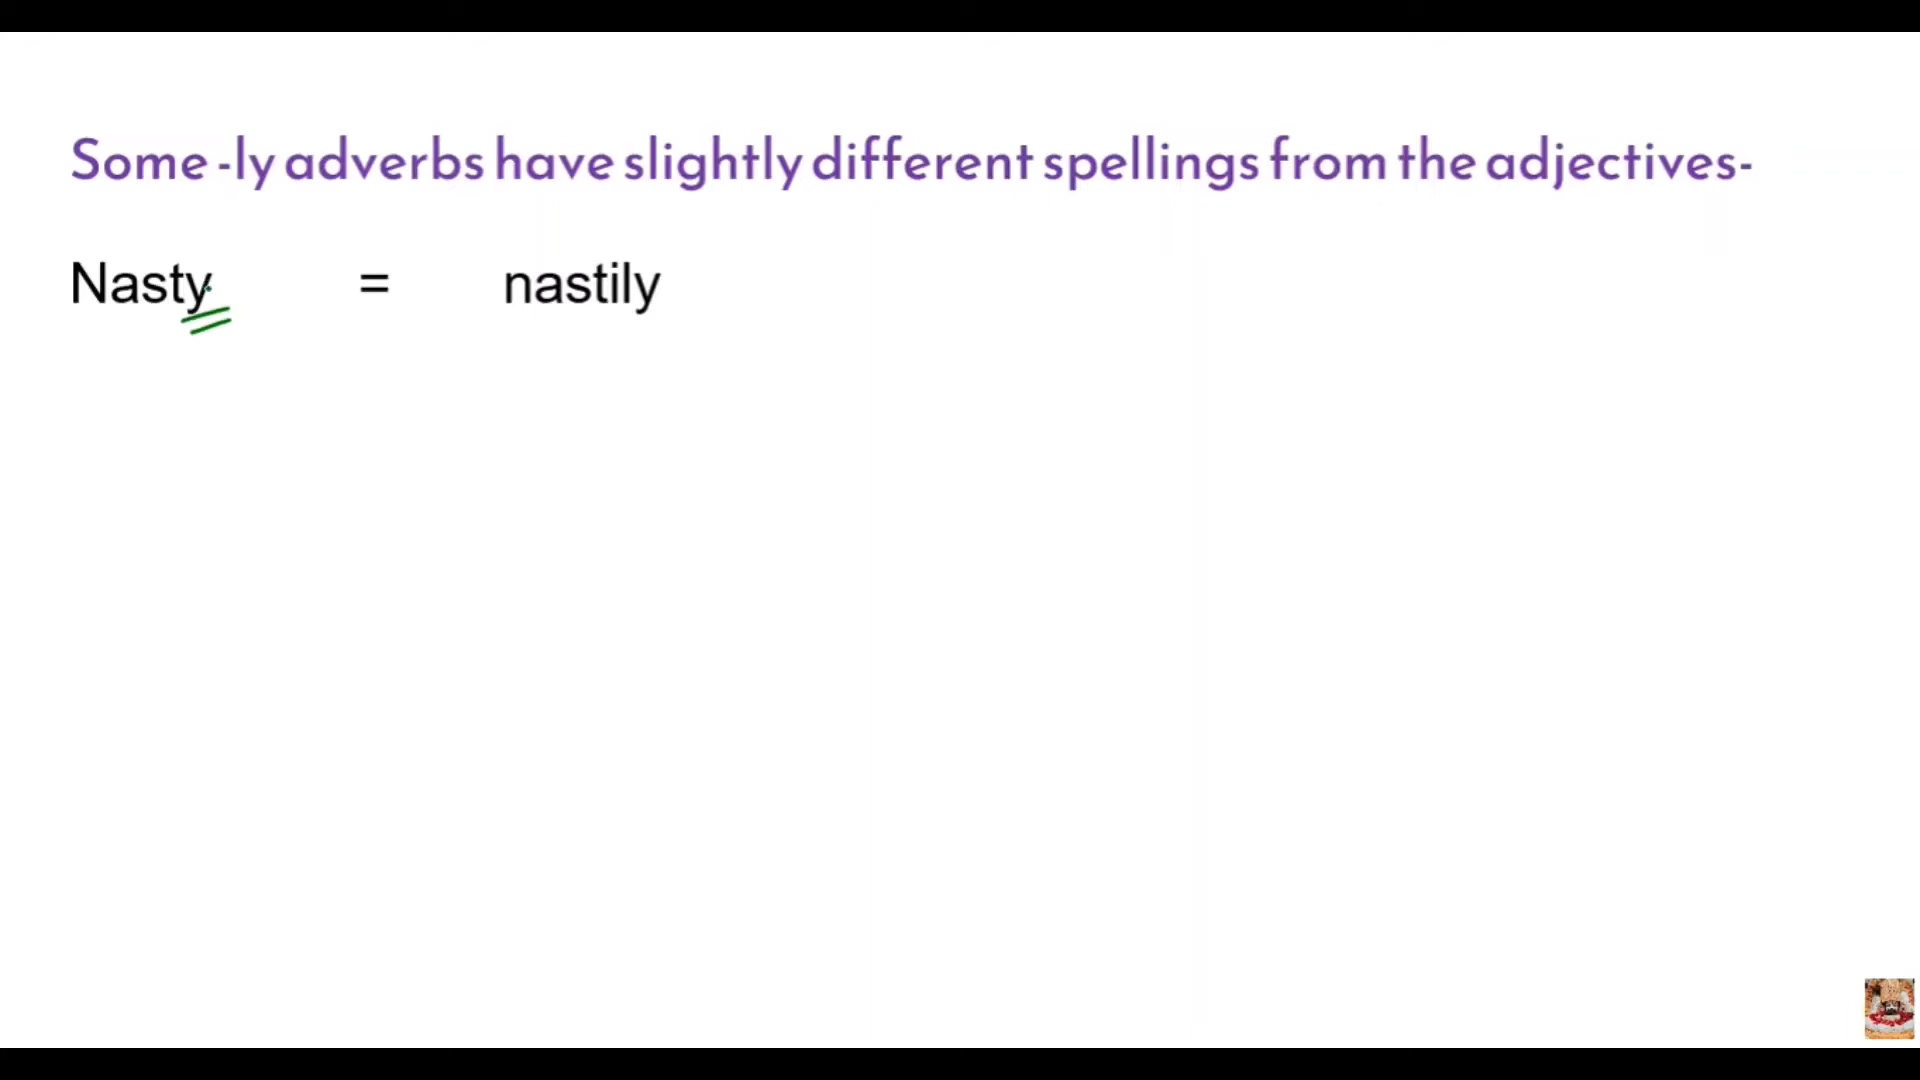 Some -ly adverbs have slightly different spellings from the adjectives-
Nasty = nastily